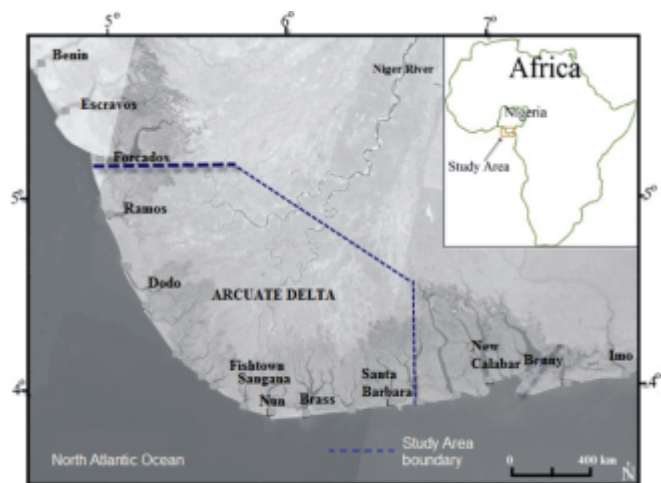 5°
6°
7°
Benin
Escravos
Forcados
Ramos
Dodo
ARCUATE DELTA
Niger River
Fishtown
Sangana
Nun
Brass
Santa
Barbara
New
Calabar
Bonny
Imo
5°
4°
5°
4°
Africa
Nigeria
Study Area
North Atlantic Ocean
Study Area
boundary
0
400 km
N